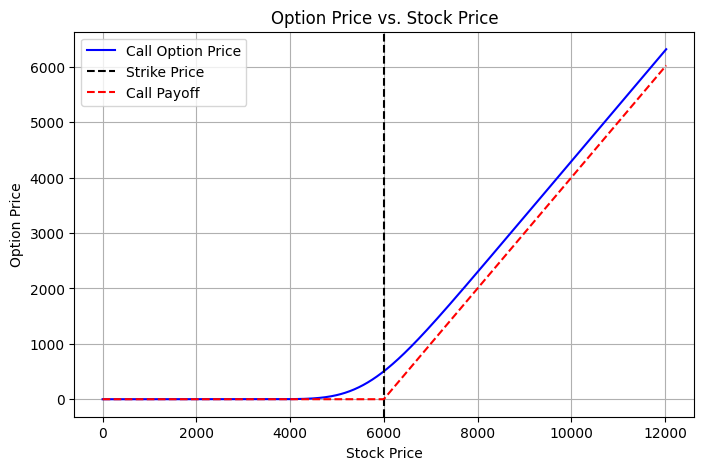 Option Price vs. Stock Price
Call Option Price
Strike Price
Call Payoff
Option Price
6000
5000
4000
3000
2000
1000
0
0 2000 4000 6000 8000 10000 12000
Stock Price